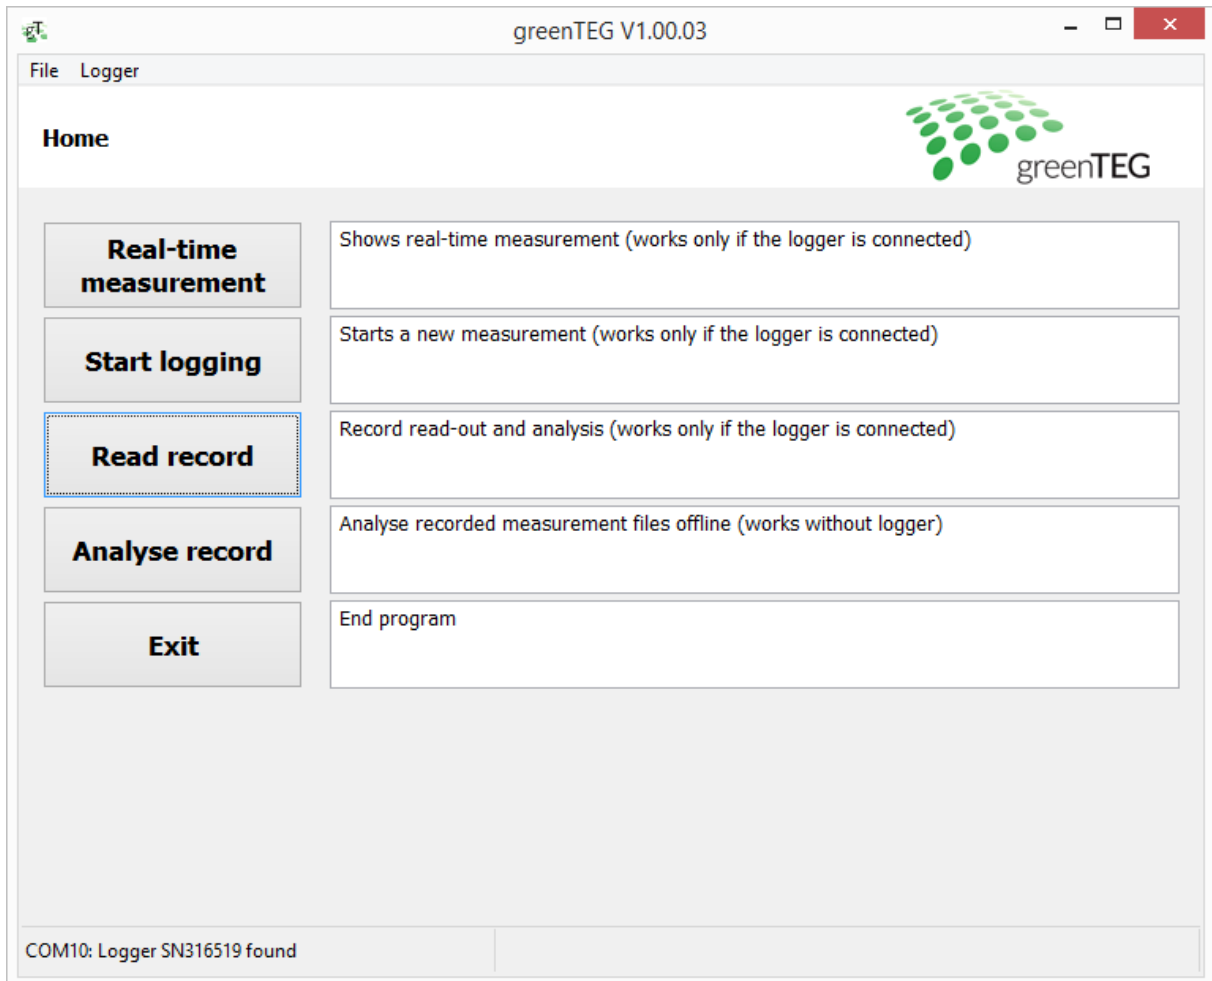 gT
greenTEG V1.00.03
File Logger
Home
greenTEG
Real-time
measurement
Shows real-time measurement (works only if the logger is connected)
Start logging
Starts a new measurement (works only if the logger is connected)
Read record
Record read-out and analysis (works only if the logger is connected)
Analyse record
Analyse recorded measurement files offline (works without logger)
Exit
End program
COM10: Logger SN316519 found